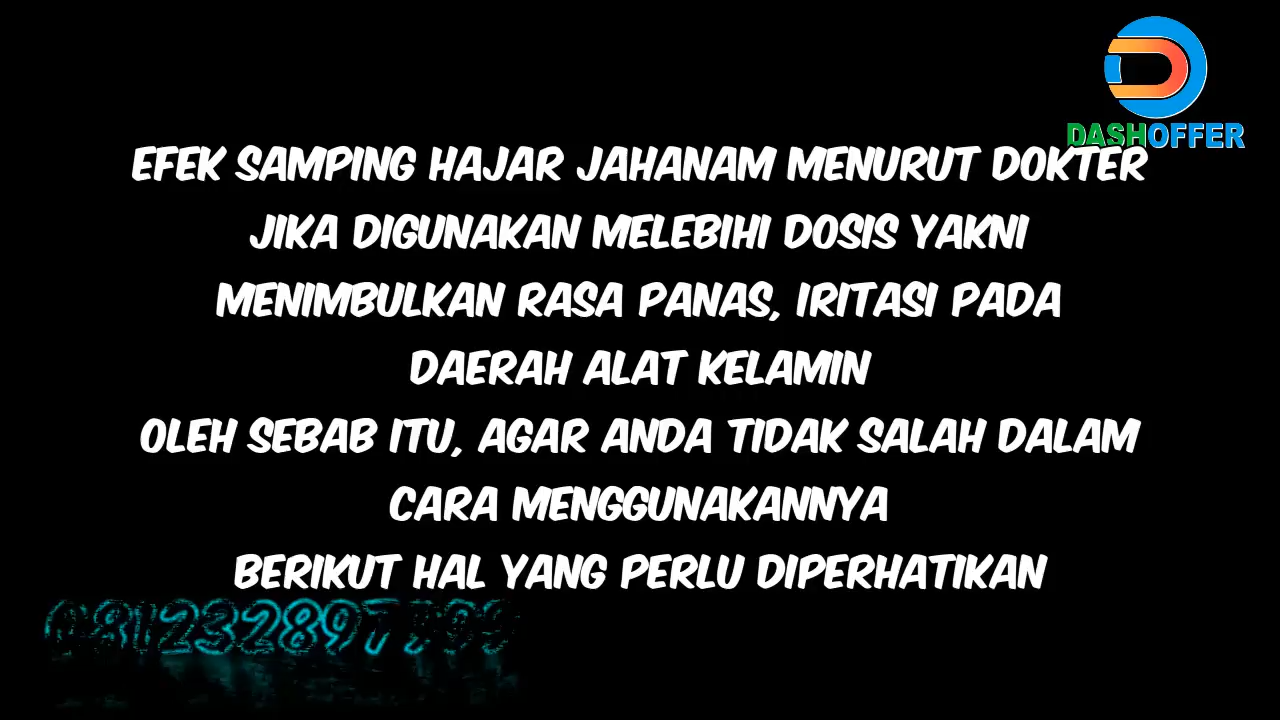 DASHOFFER
EFEK SAMPING HAJAR JAHANAM MENURUT DOKTER
JIKA DIGUNAKAN MELEBIHI DOSIS YAKNI
MENIMBULKAN RASA PANAS, IRITASI PADA
DAERAH ALAT KELAMIN
OLEH SEBAB ITU, AGAR ANDA TIDAK SALAH DALAM
CARA MENGGUNAKANNYA
BERIKUT HAL YANG PERLU DIPERHATIKAN